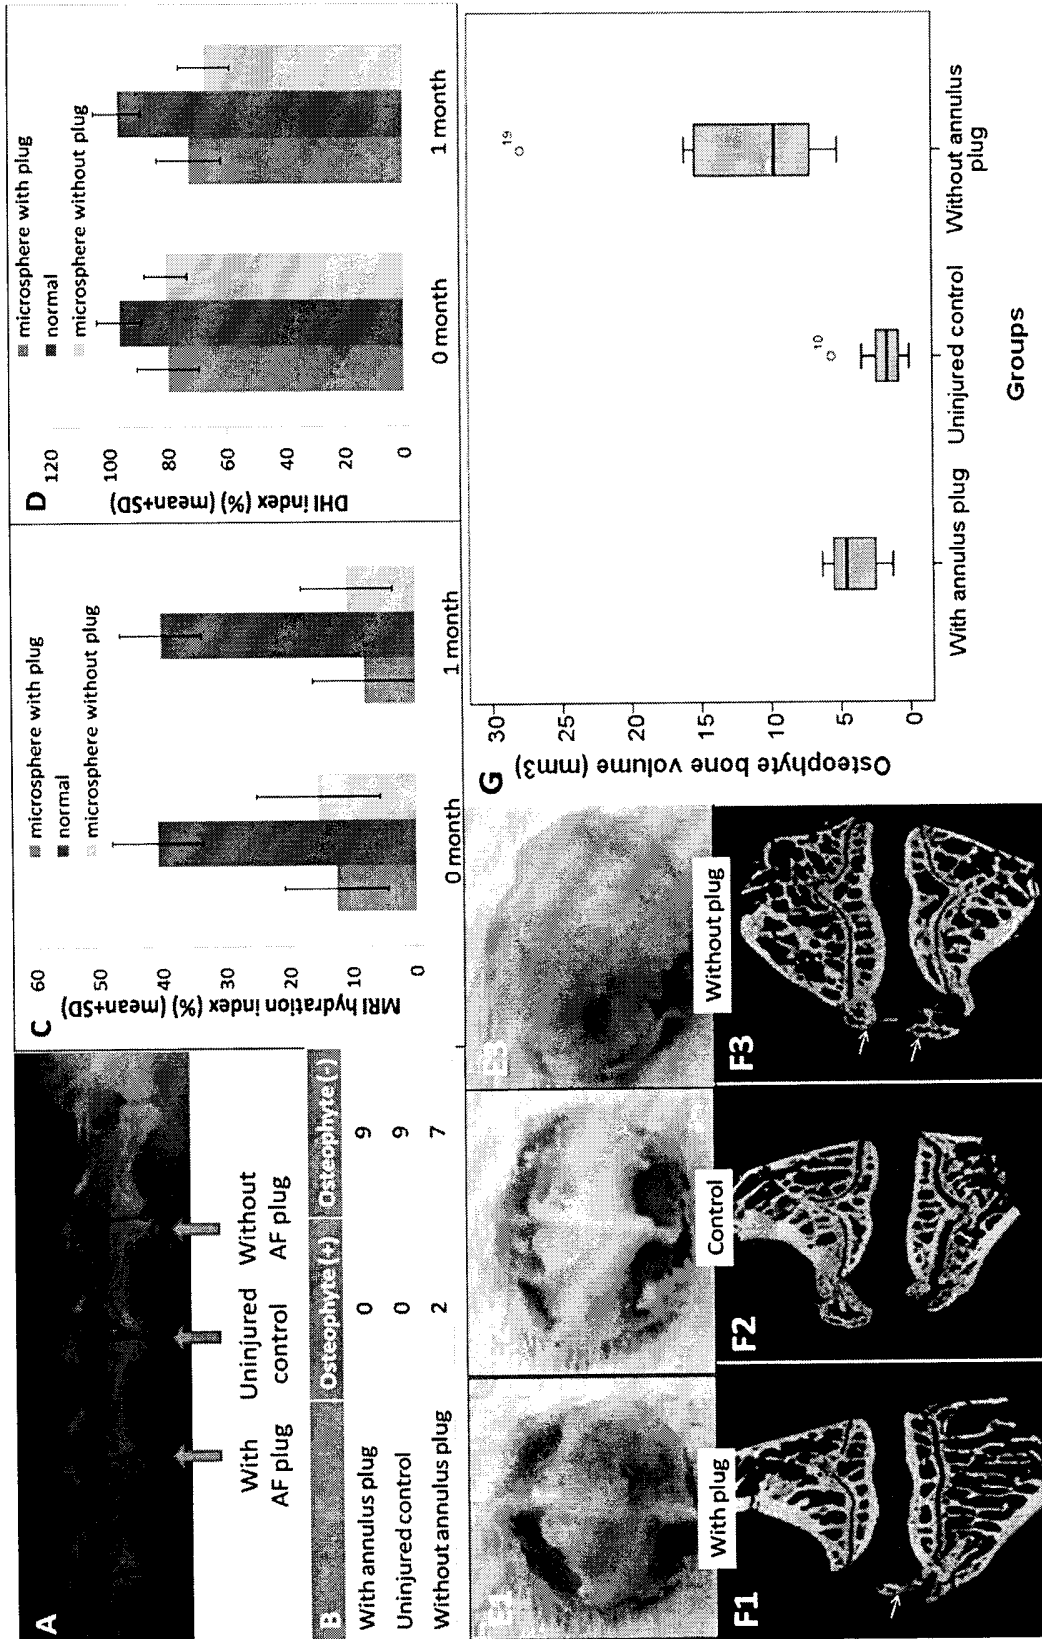 A
With AF plug
Uninjured control
Without AF plug
B
Osteophyte (+) Osteophyte (-)
With annulus plug 0 9
Uninjured control 0 9
Without annulus plug 2 7
C
MRI hydration index (%) (mean+SD)
60
50
40
30
20
10
0
microsphere with plug
normal
microsphere without plug
0 month
1 month
D
DHI index (%) (mean+SD)
120
100
80
60
40
20
0
microsphere with plug
normal
microsphere without plug
0 month
1 month
E1
E3
With plug
Control
Without plug
F1
F2
F3
G
Osteophyte bone volume (mm3)
30
25
20
15
10
5
0
10
19
With annulus plug
Uninjured control
Without annulus plug
Groups